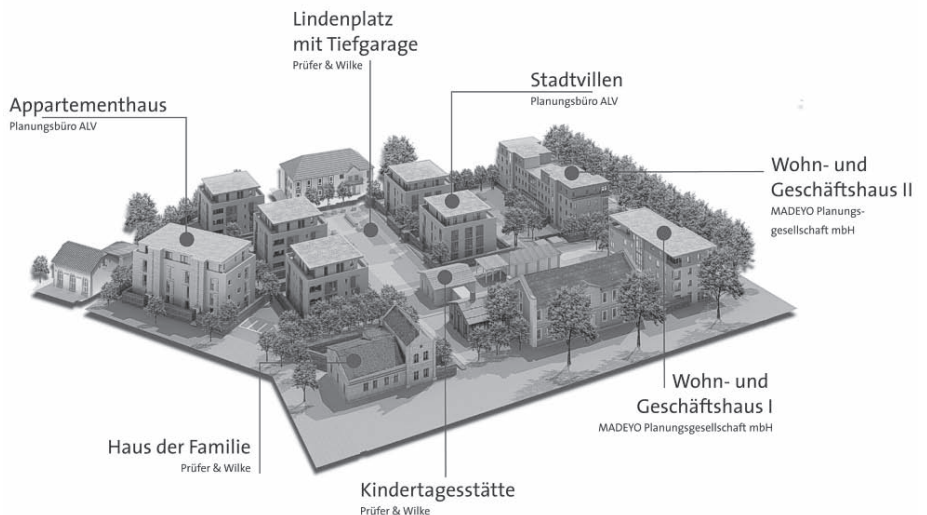 Lindenplatz
mit Tiefgarage
Prüfer & Wilke
Stadtvillen
Planungsbüro ALV
Appartementhaus
Planungsbüro ALV
Wohn- und
Geschäftshaus II
MADEYO Planungs-
gesellschaft mbH
Wohn- und
Geschäftshaus I
MADEYO Planungsgesellschaft mbH
Haus der Familie
Prüfer & Wilke
Kindertagesstätte
Prüfer & Wilke